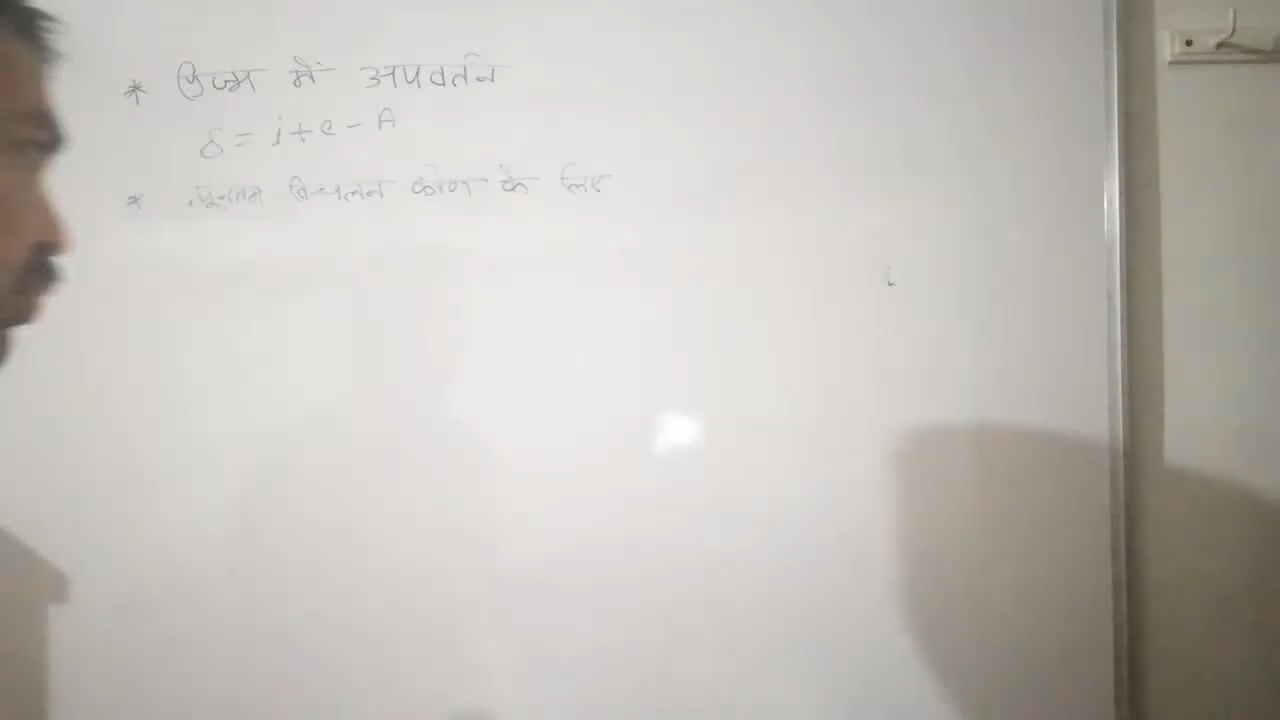 * प्रिज्म में अपवर्तन
δ = i + e - A
* न्यूनतम विचलन कोण के लिए